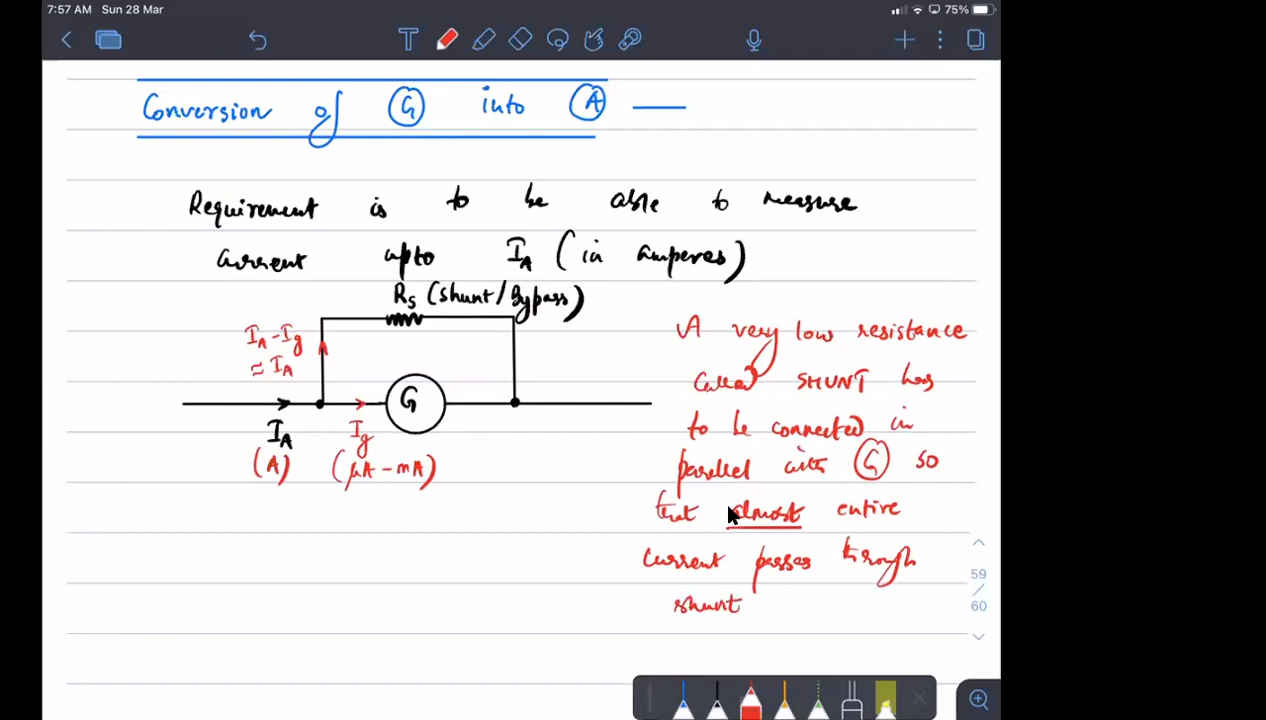 7:57 AM Sun 28 Mar
75%
Conversion of G into A
Requirement is to be able to measure
current upto I_A (in amperes)
R_s (shunt/Bypass)
I_A - I_g
≈ I_A
G
I_A
(A)
I_g
(μA - mA)
A very low resistance
called SHUNT has
to be connected in
parallel with G so
that almost entire
current passes through
shunt
59
/
60